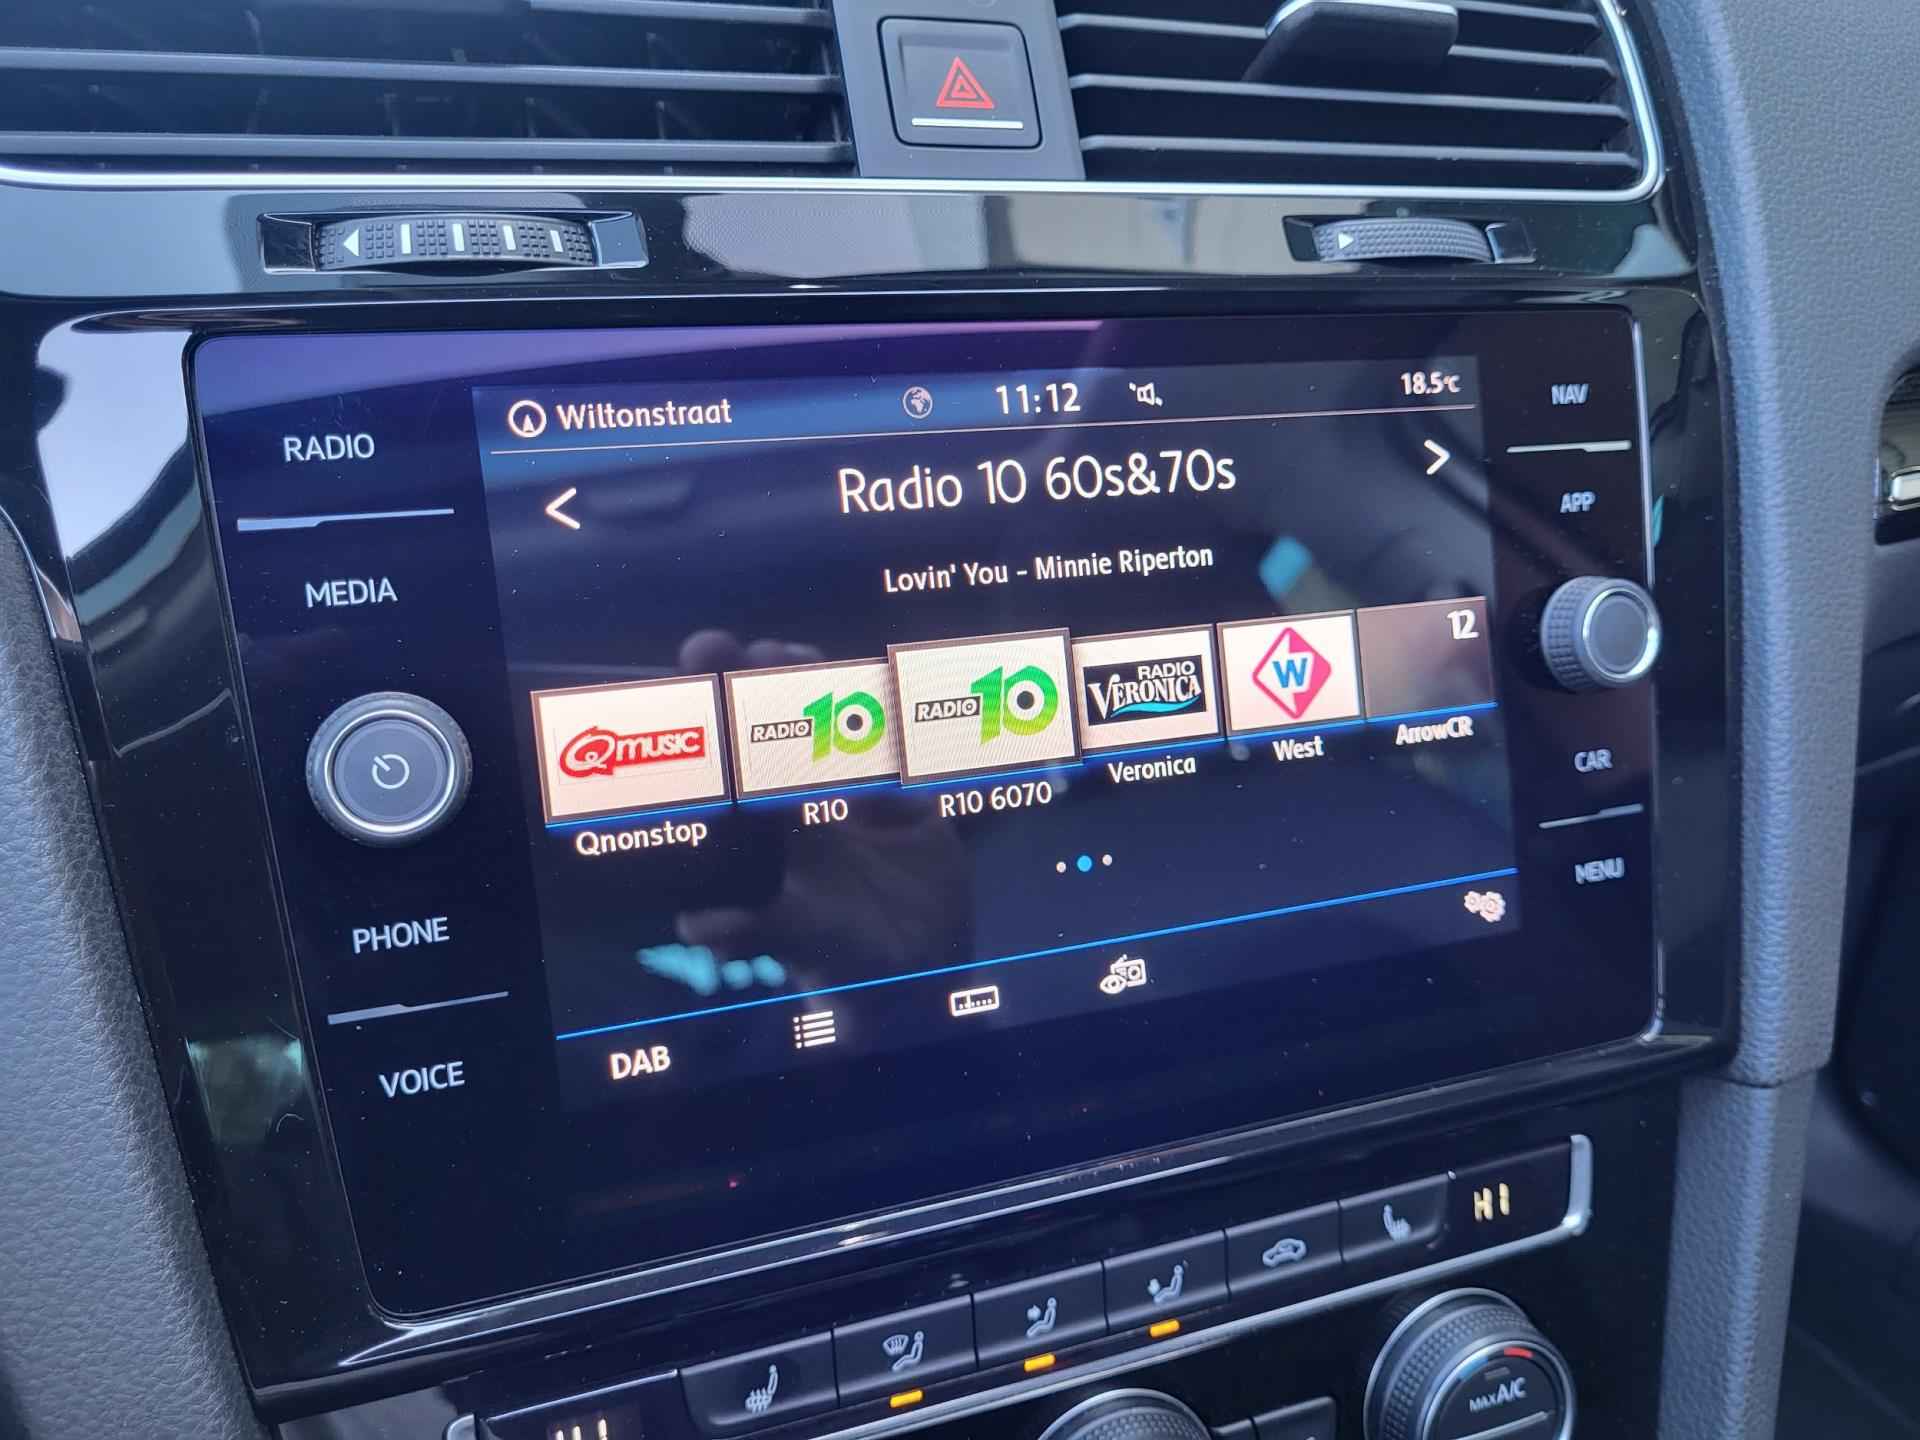 Wiltonstraat 11:12 18.5°C
RADIO
NAV
< Radio 10 60s&70s >
APP
MEDIA
Lovin' You - Minnie Riperton
Qmusic
RADIO 10
RADIO 10
RADIO VERONICA
W
12
Qnonstop
R10
R10 6070
Veronica
West
ArrowCR
CAR
MENU
PHONE
VOICE
DAB
HI
MAX A/C